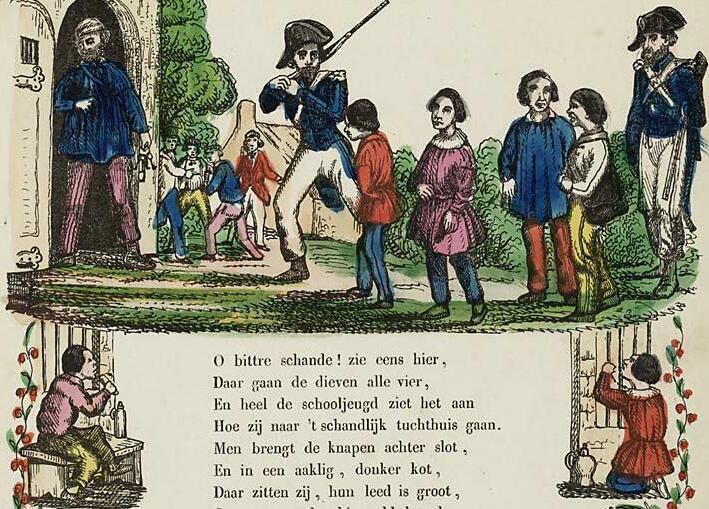 O bittre schande! zie eens hier,
Daar gaan de dieven alle vier,
En heel de schooljeugd ziet het aan
Hoe zij naar 't schandlijk tuchthuis gaan.
Men brengt de knapen achter slot,
En in een aaklig, donker kot,
Daar zitten zij, hun leed is groot,